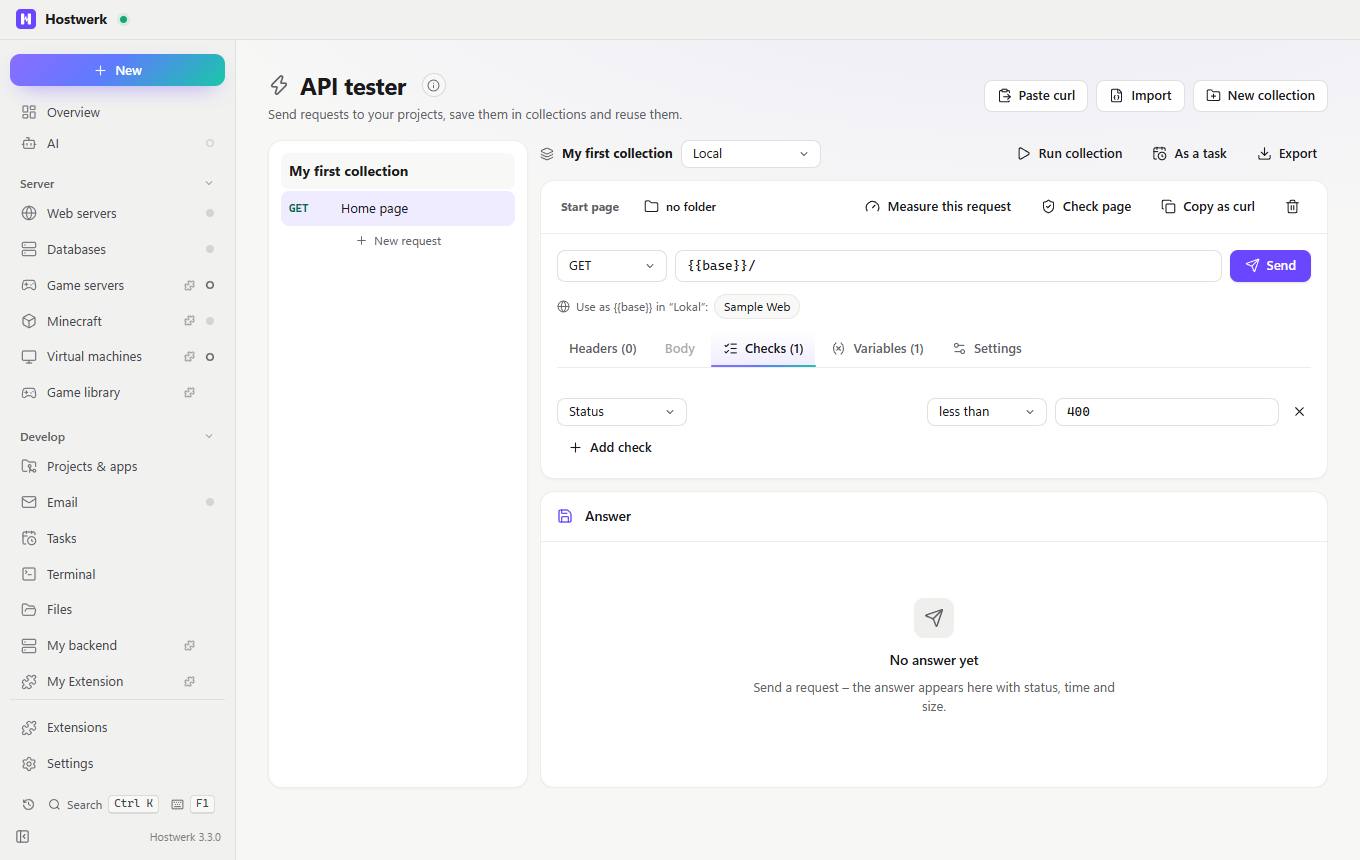 Hostwerk
New
Overview
AI
Server
Web servers
Databases
Game servers
Minecraft
Virtual machines
Game library
Develop
Projects & apps
Email
Tasks
Terminal
Files
My backend
My Extension
Extensions
Settings
Search Ctrl K F1
Hostwerk 3.3.0
API tester
Send requests to your projects, save them in collections and reuse them.
Paste curl Import New collection
My first collection
GET Home page
New request
My first collection Local Run collection As a task Export
Start page no folder Measure this request Check page Copy as curl
GET {{base}}/ Send
Use as {{base}} in “Lokal”: Sample Web
Headers (0) Body Checks (1) Variables (1) Settings
Status less than 400
Add check
Answer
No answer yet
Send a request – the answer appears here with status, time and
size.